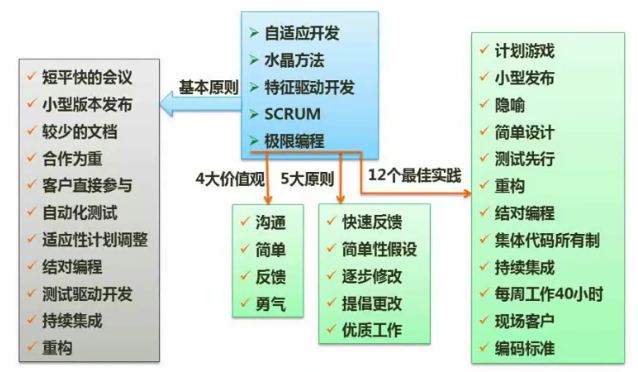 自适应开发
水晶方法
特征驱动开发
SCRUM
极限编程
基本原则
短平快的会议
小型版本发布
较少的文档
合作为重
客户直接参与
自动化测试
适应性计划调整
结对编程
测试驱动开发
持续集成
重构
4大价值观
沟通
简单
反馈
勇气
5大原则
快速反馈
简单性假设
逐步修改
提倡更改
优质工作
12个最佳实践
计划游戏
小型发布
隐喻
简单设计
测试先行
重构
结对编程
集体代码所有制
持续集成
每周工作40小时
现场客户
编码标准